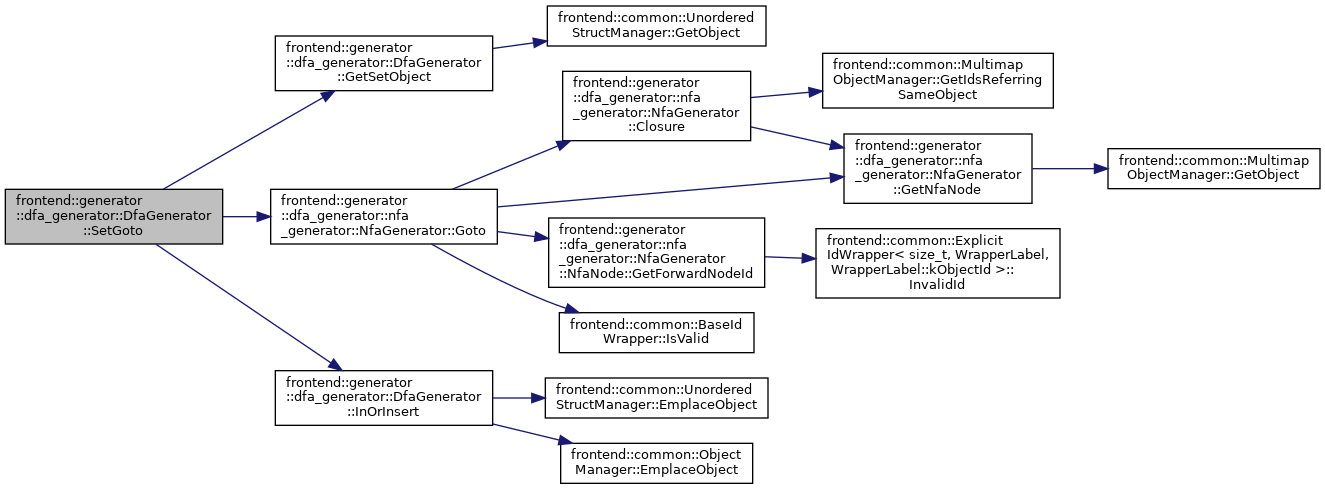 frontend::generator
::dfa_generator::DfaGenerator
::SetGoto
frontend::generator
::dfa_generator::DfaGenerator
::GetSetObject
frontend::common::Unordered
StructManager::GetObject
frontend::generator
::dfa_generator::nfa
_generator::NfaGenerator::Goto
frontend::generator
::dfa_generator::nfa
_generator::NfaGenerator
::Closure
frontend::common::Multimap
ObjectManager::GetIdsReferring
SameObject
frontend::generator
::dfa_generator::nfa
_generator::NfaGenerator
::GetNfaNode
frontend::common::Multimap
ObjectManager::GetObject
frontend::generator
::dfa_generator::nfa
_generator::NfaGenerator
::NfaNode::GetForwardNodeId
frontend::common::Explicit
IdWrapper< size_t, WrapperLabel,
WrapperLabel::kObjectId >::
InvalidId
frontend::common::BaseId
Wrapper::IsValid
frontend::generator
::dfa_generator::DfaGenerator
::InOrInsert
frontend::common::Unordered
StructManager::EmplaceObject
frontend::common::Object
Manager::EmplaceObject